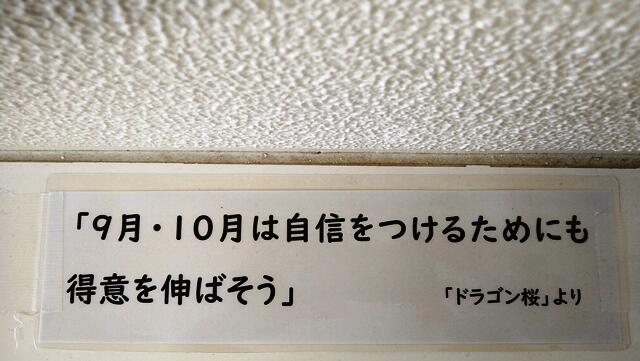 「9月・10月は自信をつけるためにも
得意を伸ばそう」
「ドラゴン桜」より